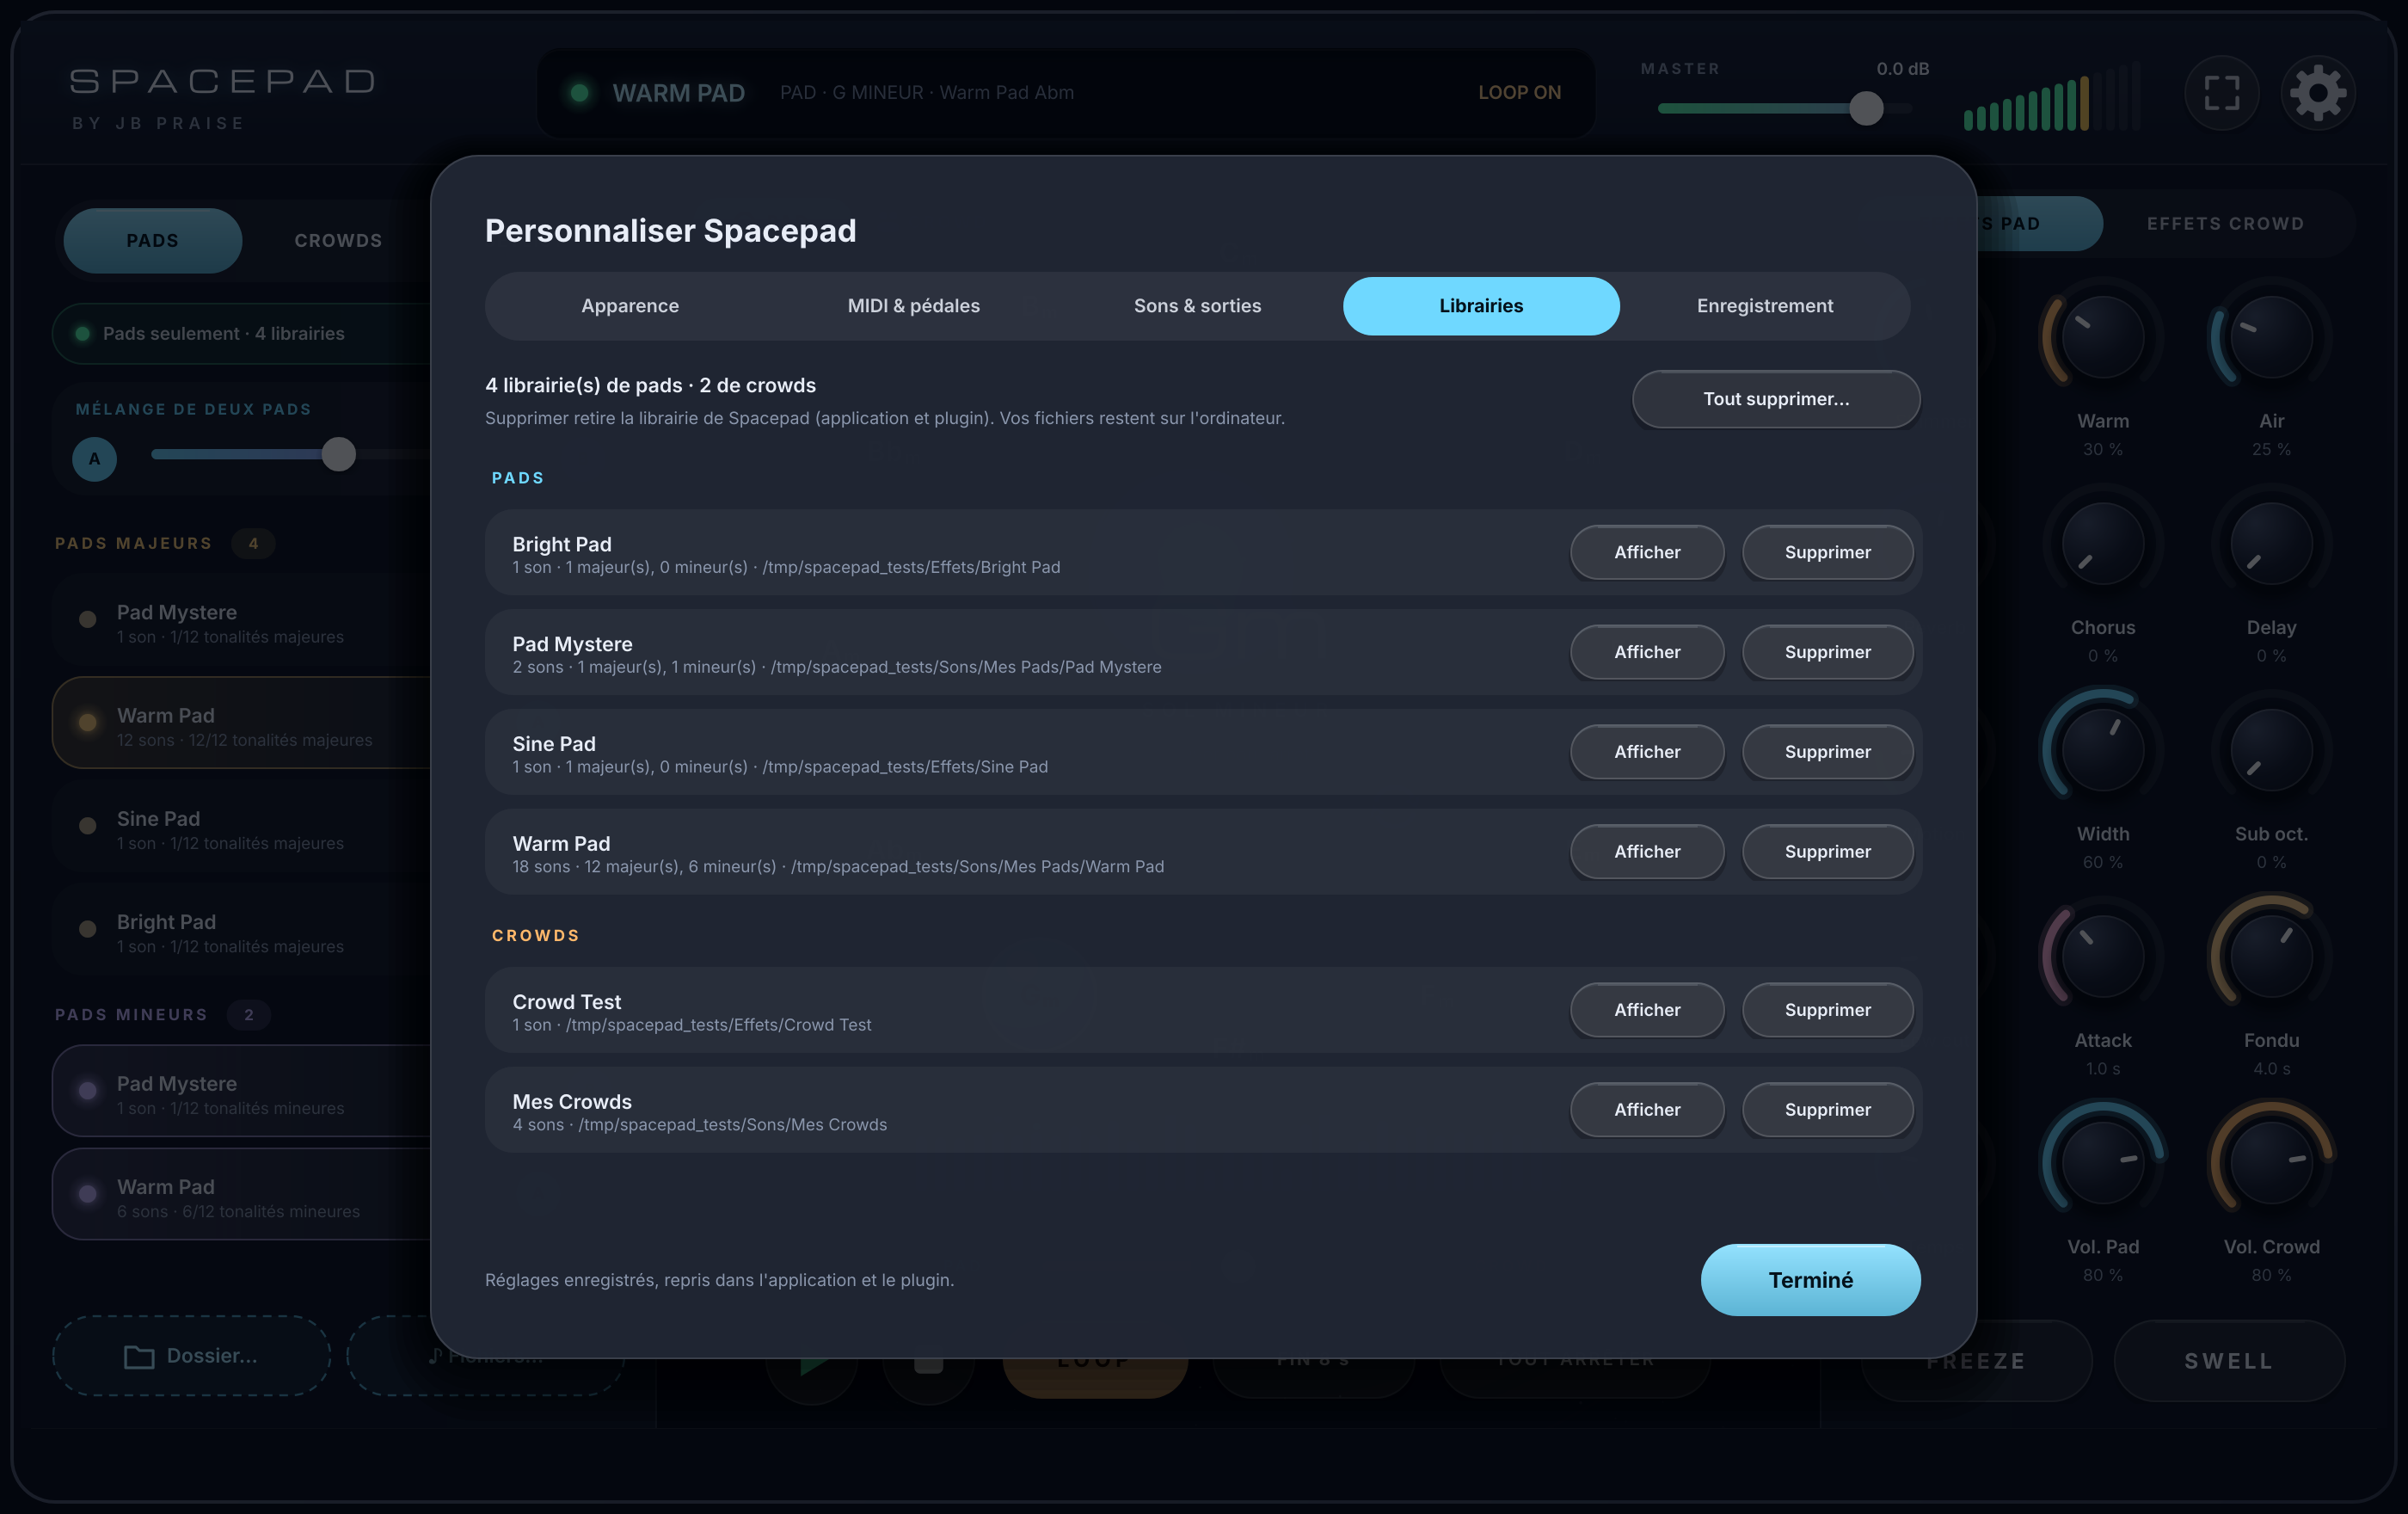 SPACEPAD
BY JB PRAISE
WARM PAD
PAD · G MINEUR · Warm Pad Abm
LOOP ON
MASTER
0.0 dB
PADS
CROWDS
PAD
EFFETS CROWD
Pads seulement · 4 librairies
MÉLANGE DE DEUX PADS
A
PADS MAJEURS
4
Pad Mystere
1 son · 1/12 tonalités majeures
Warm Pad
12 sons · 12/12 tonalités majeures
Sine Pad
1 son · 1/12 tonalités majeures
Bright Pad
1 son · 1/12 tonalités majeures
PADS MINEURS
2
Pad Mystere
1 son · 1/12 tonalités mineures
Warm Pad
6 sons · 6/12 tonalités mineures
Dossier...
Personnaliser Spacepad
Apparence
MIDI & pédales
Sons & sorties
Librairies
Enregistrement
4 librairie(s) de pads · 2 de crowds
Supprimer retire la librairie de Spacepad (application et plugin). Vos fichiers restent sur l'ordinateur.
Tout supprimer...
PADS
Bright Pad
1 son · 1 majeur(s), 0 mineur(s) · /tmp/spacepad_tests/Effets/Bright Pad
Afficher
Supprimer
Pad Mystere
2 sons · 1 majeur(s), 1 mineur(s) · /tmp/spacepad_tests/Sons/Mes Pads/Pad Mystere
Afficher
Supprimer
Sine Pad
1 son · 1 majeur(s), 0 mineur(s) · /tmp/spacepad_tests/Effets/Sine Pad
Afficher
Supprimer
Warm Pad
18 sons · 12 majeur(s), 6 mineur(s) · /tmp/spacepad_tests/Sons/Mes Pads/Warm Pad
Afficher
Supprimer
CROWDS
Crowd Test
1 son · /tmp/spacepad_tests/Effets/Crowd Test
Afficher
Supprimer
Mes Crowds
4 sons · /tmp/spacepad_tests/Sons/Mes Crowds
Afficher
Supprimer
Réglages enregistrés, repris dans l'application et le plugin.
Terminé
LOOP
FIN 8 s
TOUT ARRÊTER
Warm
30 %
Air
25 %
Chorus
0 %
Delay
0 %
Width
60 %
Sub oct.
0 %
Attack
1.0 s
Fondu
4.0 s
Vol. Pad
80 %
Vol. Crowd
80 %
FREEZE
SWELL